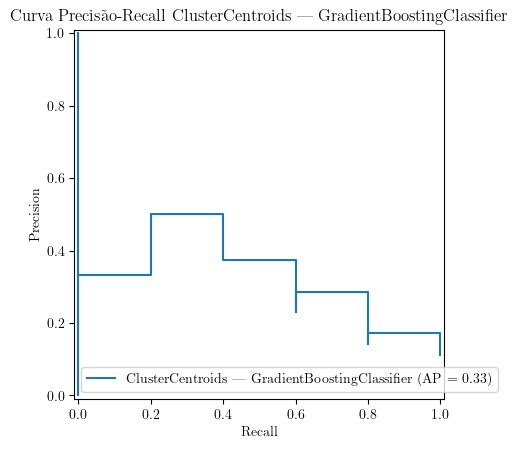 Curva Precisão-Recall ClusterCentroids — GradientBoostingClassifier
1.0
0.8
0.6
0.4
0.2
0.0
Precision
ClusterCentroids — GradientBoostingClassifier (AP = 0.33)
0.0 0.2 0.4 0.6 0.8 1.0
Recall